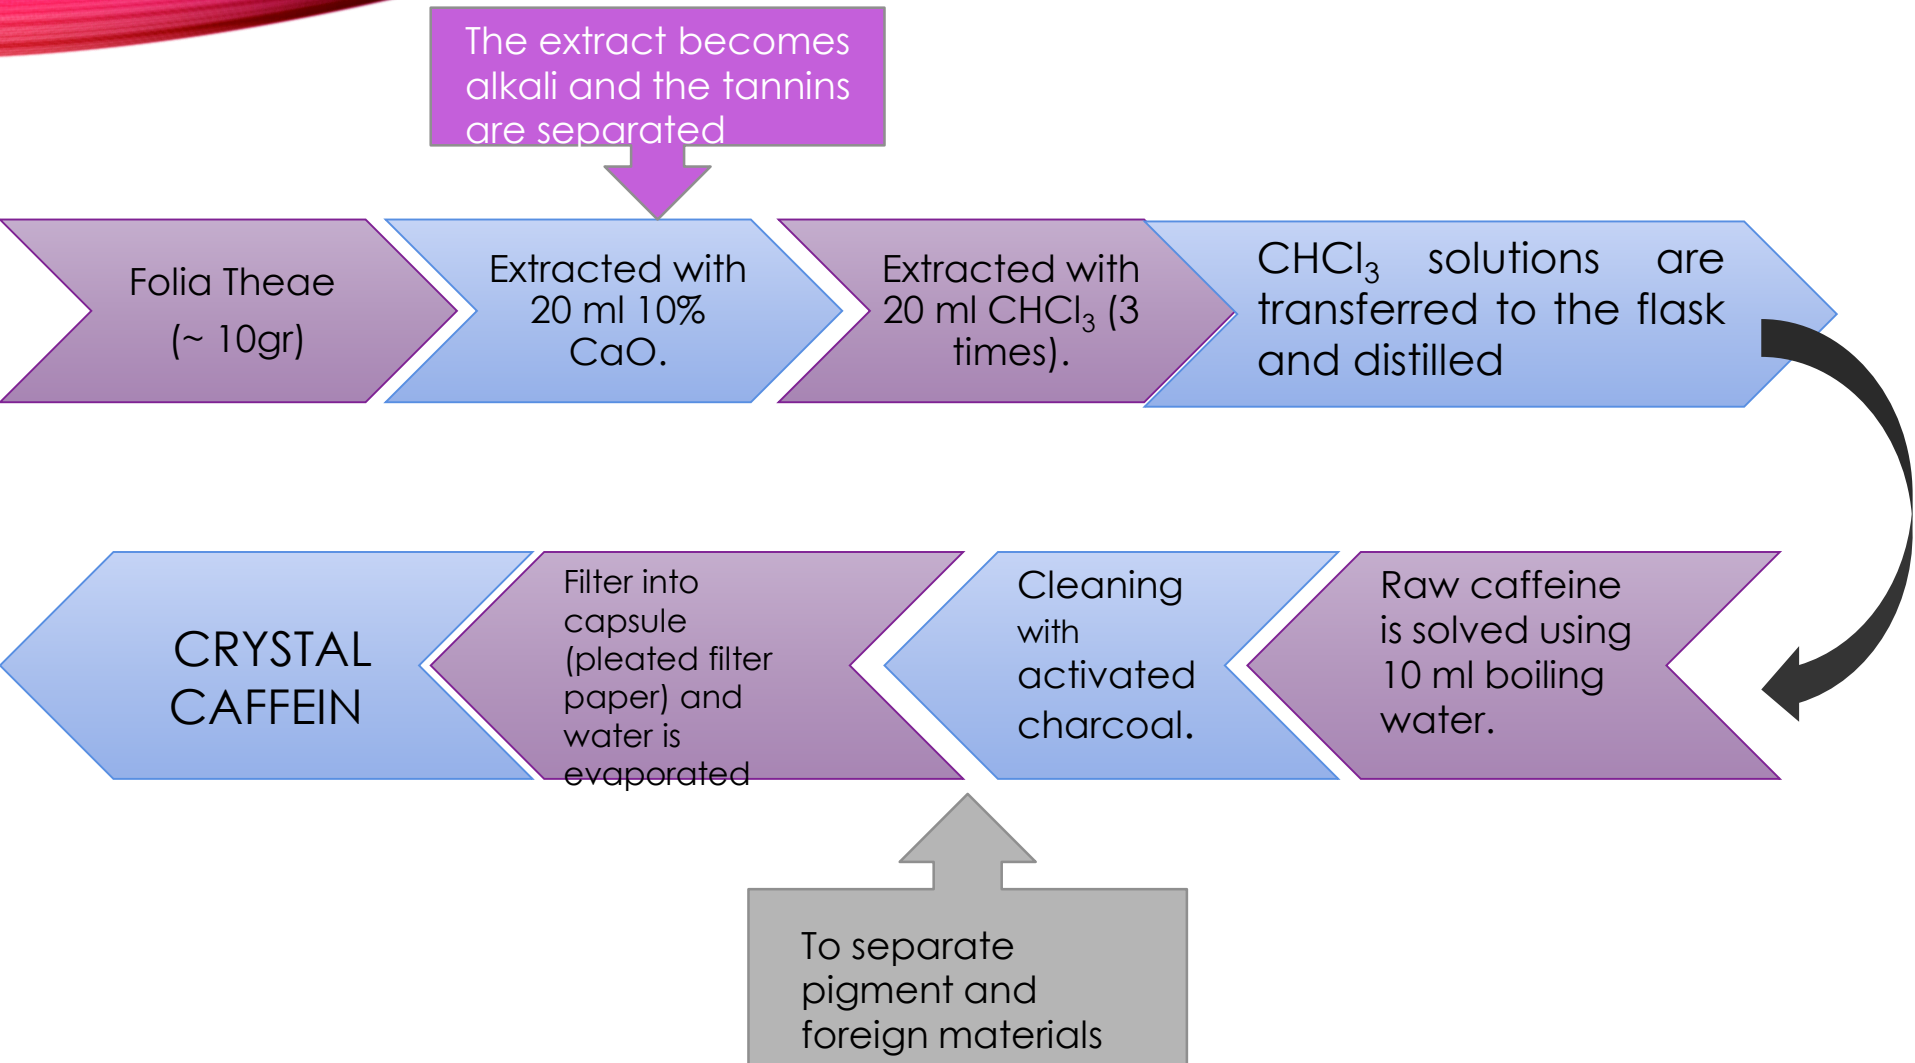 The extract becomes
alkali and the tannins
are separated
Folia Theae
(~ 10gr)
Extracted with
20 ml 10%
CaO.
Extracted with
20 ml CHCl₃ (3
times).
CHCl₃ solutions are
transferred to the flask
and distilled
Raw caffeine
is solved using
10 ml boiling
water.
Cleaning
with
activated
charcoal.
Filter into
capsule
(pleated filter
paper) and
water is
evaporated
CRYSTAL
CAFFEIN
To separate
pigment and
foreign materials